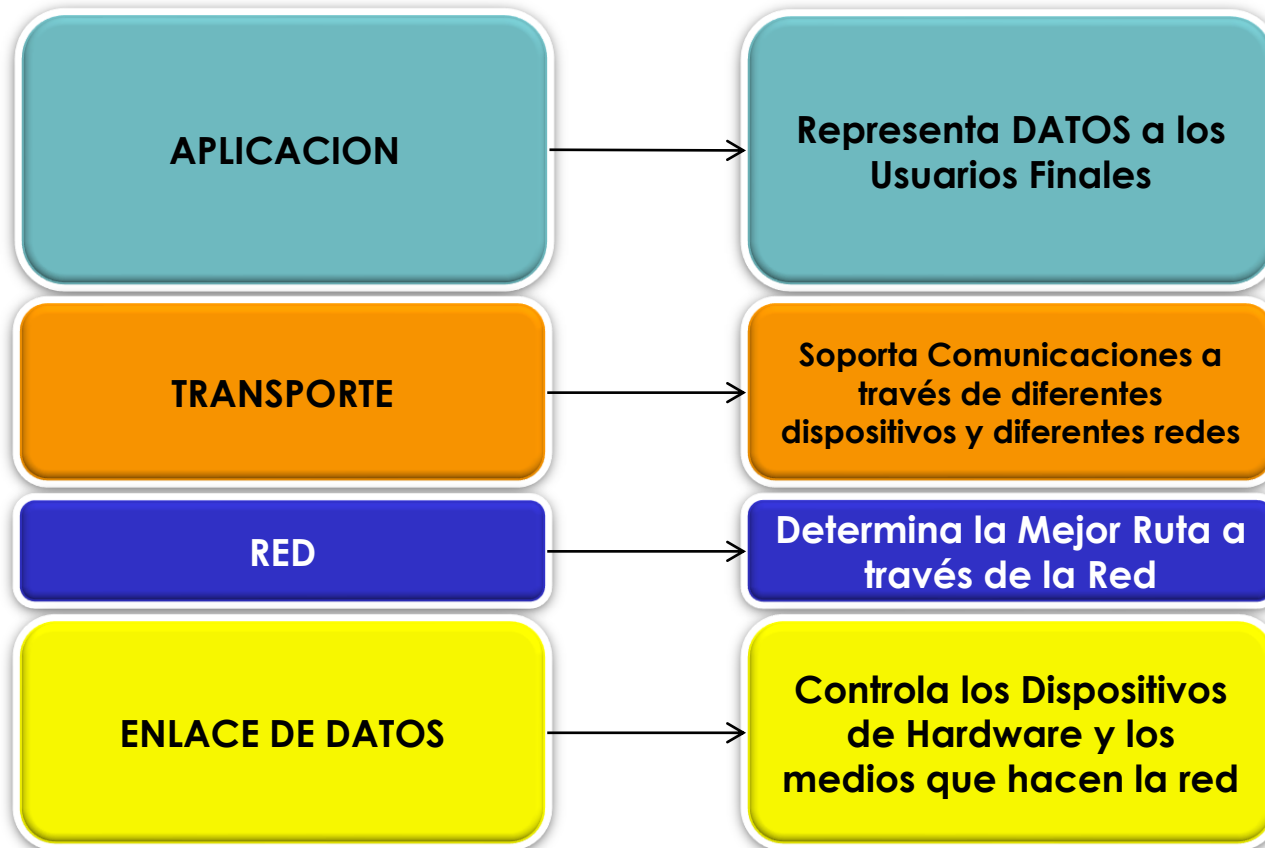 APLICACION
Representa DATOS a los
Usuarios Finales
TRANSPORTE
Soporta Comunicaciones a
través de diferentes
dispositivos y diferentes redes
RED
Determina la Mejor Ruta a
través de la Red
ENLACE DE DATOS
Controla los Dispositivos
de Hardware y los
medios que hacen la red